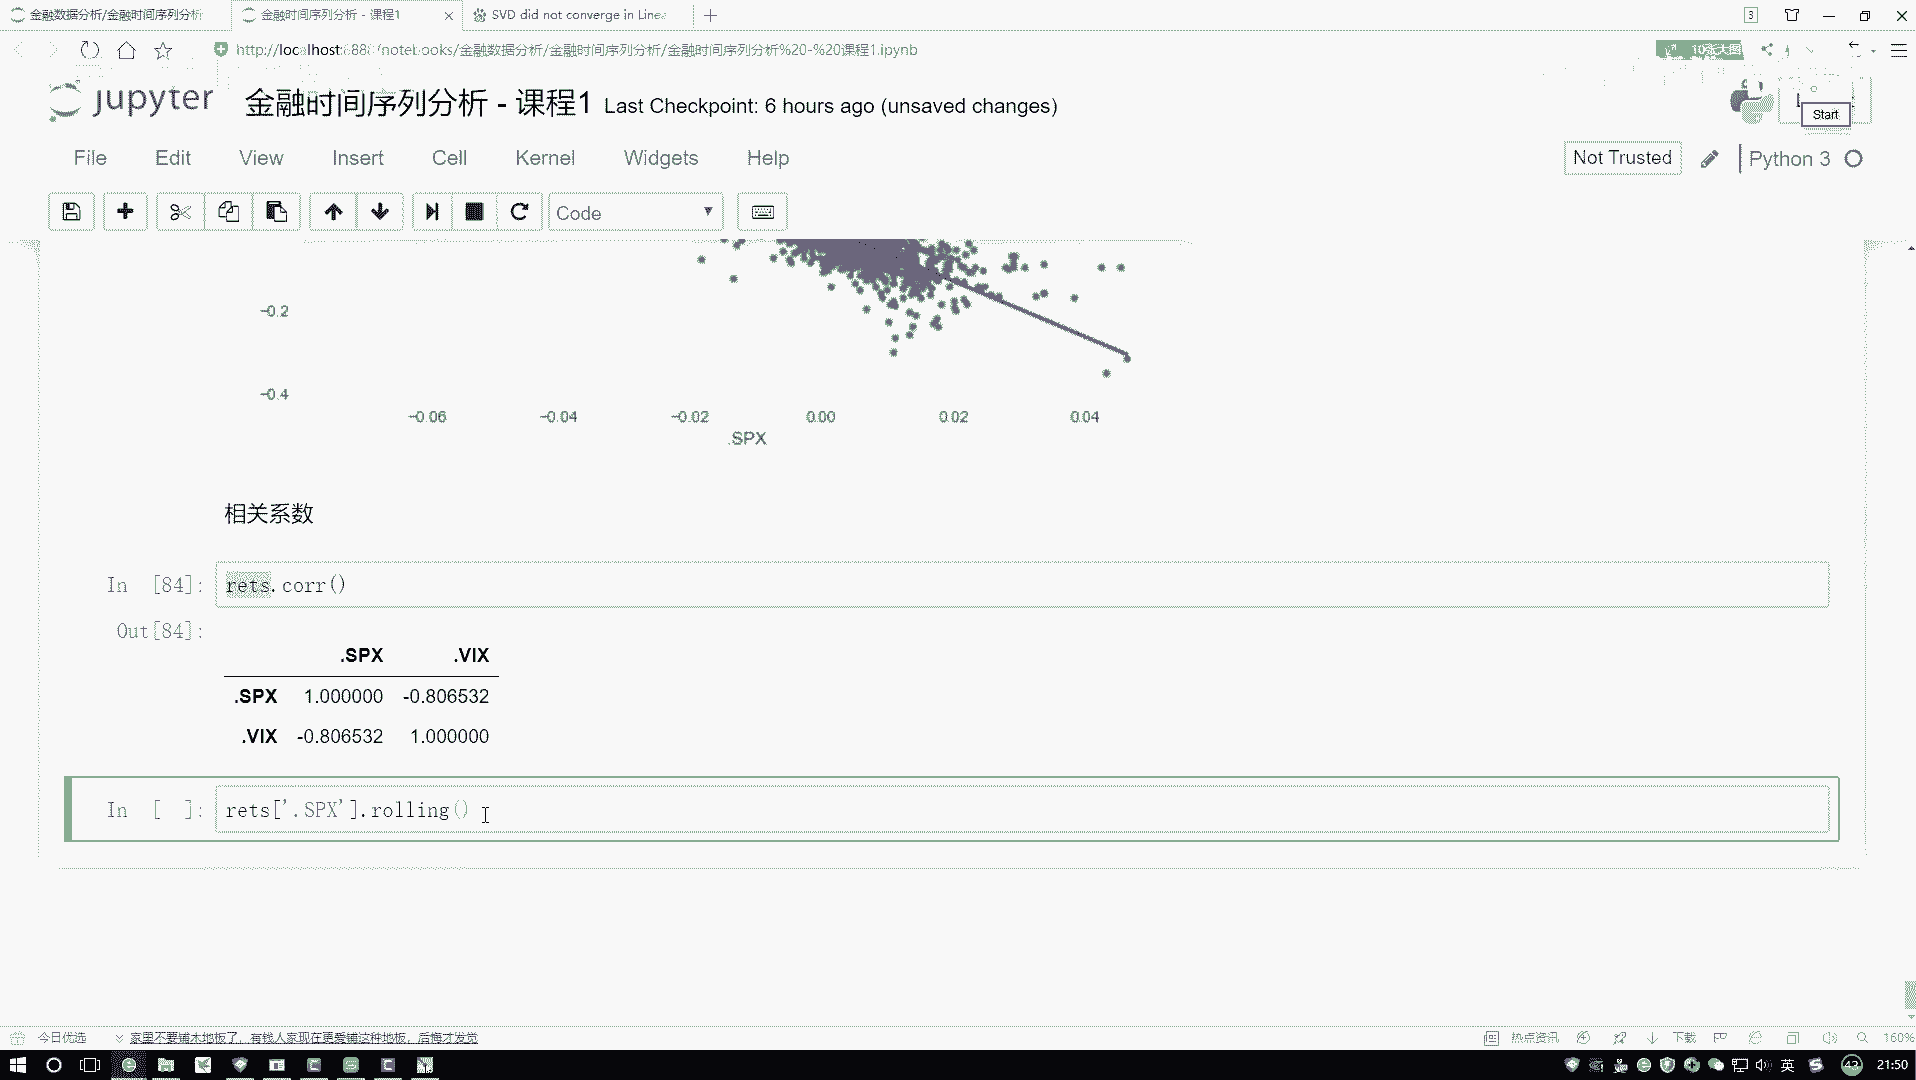 金融数据分析/金融时间序列分析
金融时间序列分析 - 课程1
SVD did not converge in Linea
3
http://localhost:888 /notebooks/金融数据分析/金融时间序列分析/金融时间序列分析%20-%20课程1.ipynb
10张大图
jupyter 金融时间序列分析 - 课程1 Last Checkpoint: 6 hours ago (unsaved changes)
Start
File Edit View Insert Cell Kernel Widgets Help
Not Trusted
Python 3
Code
−0.2
−0.4
−0.06 −0.04 −0.02 0.00 0.02 0.04
.SPX
相关系数
In [84]: rets.corr()
Out[84]:
.SPX .VIX
.SPX 1.000000 -0.806532
.VIX -0.806532 1.000000
In [ ]: rets['.SPX'].rolling()
今日优选
家里不要铺木地板了，有钱人家现在更爱铺这种地板，后悔才发觉
热点资讯
下载
160%
英
43
21:50